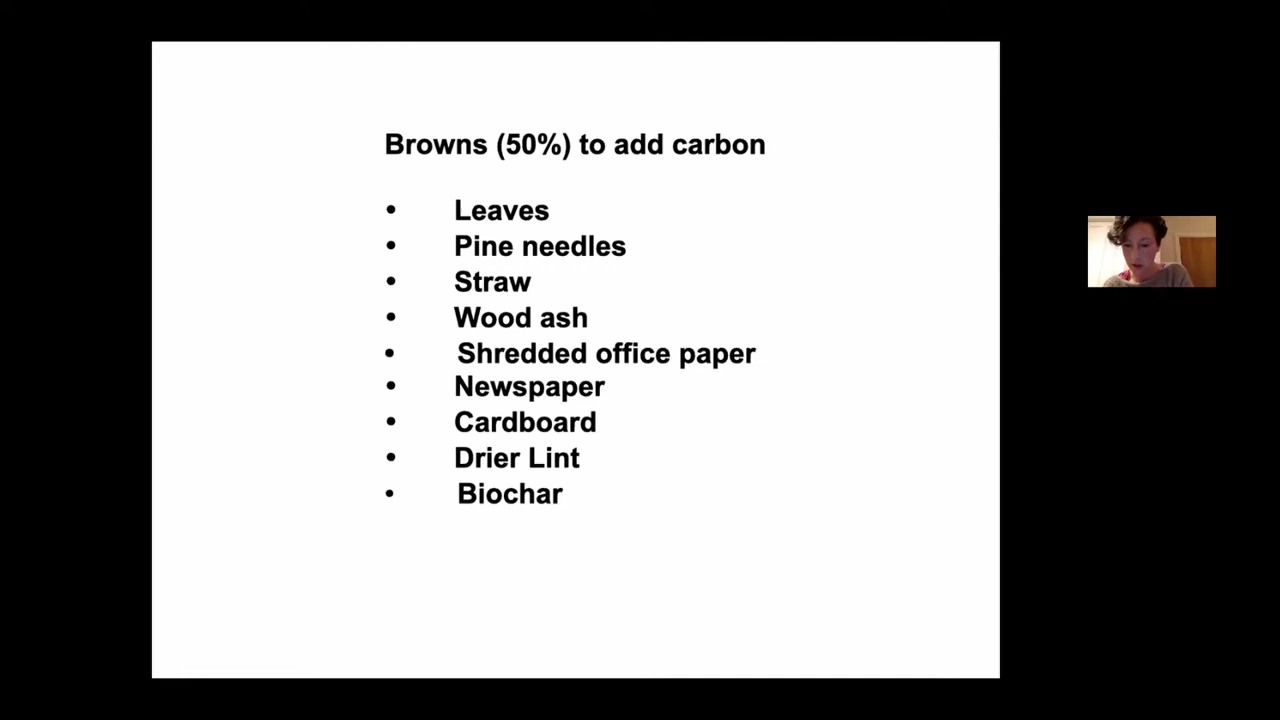 Browns (50%) to add carbon
• Leaves
• Pine needles
• Straw
• Wood ash
• Shredded office paper
• Newspaper
• Cardboard
• Drier Lint
• Biochar